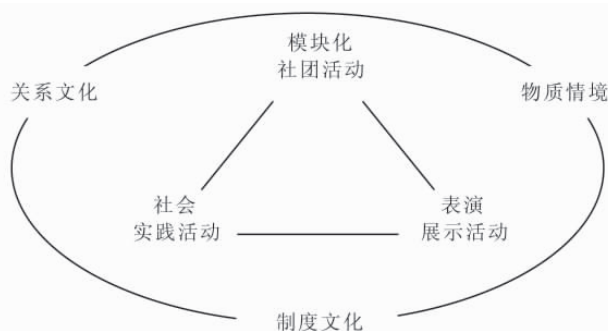 模块化
社团活动
关系文化
物质情境
社会
实践活动
表演
展示活动
制度文化